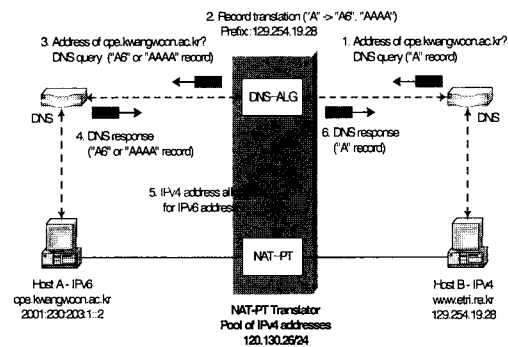 2. Record translation ("A" -> "A6". "AAAA")
Prefix: 129.254.19.28
3. Address of cpe.kwangwoon.ac.kr?
DNS query ("A6" or "AAAA" record)
1. Address of cpe.kwangwoon.ac.kr?
DNS query ("A" record)
DNS-ALG
DNS
DNS
4. DNS response
("A6" or "AAAA" record)
6. DNS response
("A" record)
5. IPv4 address all
for IPv6 address
NAT-PT
Host A - IPv6
cpe.kwangwoon.ac.kr
2001:230:203:1::2
NAT-PT Translator
Pool of IPv4 addresses
120.130.26/24
Host B - IPv4
www.etri.re.kr
129.254.19.28